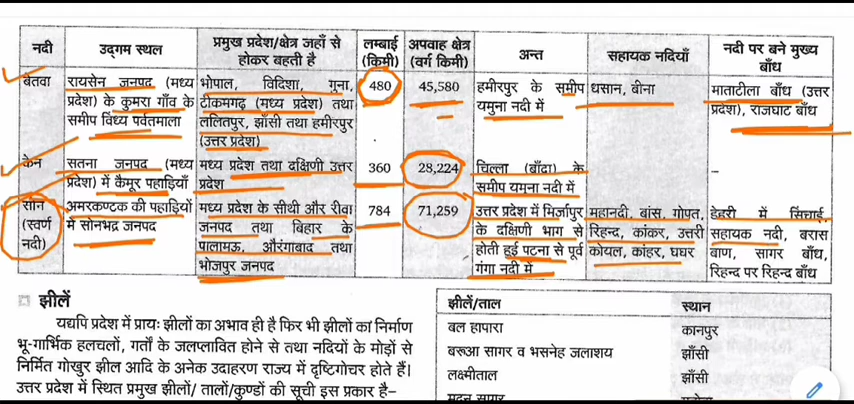 नदी
उद्गम स्थल
प्रमुख प्रदेश/क्षेत्र जहाँ से
होकर बहती है
लम्बाई
(किमी)
अपवाह क्षेत्र
(वर्ग किमी)
अन्त
सहायक नदियाँ
नदी पर बने मुख्य
बाँध
बेतवा
रायसेन जनपद (मध्य
प्रदेश) के कुमरा गाँव के
समीप विंध्य पर्वतमाला
भोपाल, विदिशा, गुना,
टीकमगढ़ (मध्य प्रदेश) तथा
ललितपुर, झाँसी तथा हमीरपुर
(उत्तर प्रदेश)
480
45,580
हमीरपुर के समीप
यमुना नदी में
धसान, बीना
माताटीला बाँध (उत्तर
प्रदेश), राजघाट बाँध
केन
सतना जनपद (मध्य
प्रदेश) में कैमूर पहाड़ियाँ
मध्य प्रदेश तथा दक्षिणी उत्तर
प्रदेश
360
28,224
चिल्ला (बाँदा) के
समीप यमुना नदी में
–
सोन
(स्वर्ण
नदी)
अमरकण्टक की पहाड़ियों
में सोनभद्र जनपद
मध्य प्रदेश के सीधी और रीवा
जनपद तथा बिहार के
पालामऊ, औरंगाबाद तथा
भोजपुर जनपद
784
71,259
उत्तर प्रदेश में मिर्जापुर
के दक्षिणी भाग से
होती हुई पटना से पूर्व
गंगा नदी में
महानदी, बांस, गोपत,
रिहन्द, कांकर, उत्तरी
कोयल, कांहर, घघर
डेहरी में सिंचाई,
सहायक नदी, बरास
बाण, सागर बाँध,
रिहन्द पर रिहन्द बाँध
झीलें
यद्यपि प्रदेश में प्रायः झीलों का अभाव ही है फिर भी झीलों का निर्माण
भू-गार्भिक हलचलों, गर्तों के जलप्लावित होने से तथा नदियों के मोड़ों से
निर्मित गोखुर झील आदि के अनेक उदाहरण राज्य में दृष्टिगोचर होते हैं।
उत्तर प्रदेश में स्थित प्रमुख झीलों/ तालों/कुण्डों की सूची इस प्रकार है–
झीलें/ताल
स्थान
बल हापारा
कानपुर
बरूआ सागर व भसनेह जलाशय
झाँसी
लक्ष्मीताल
झाँसी
मदन सागर